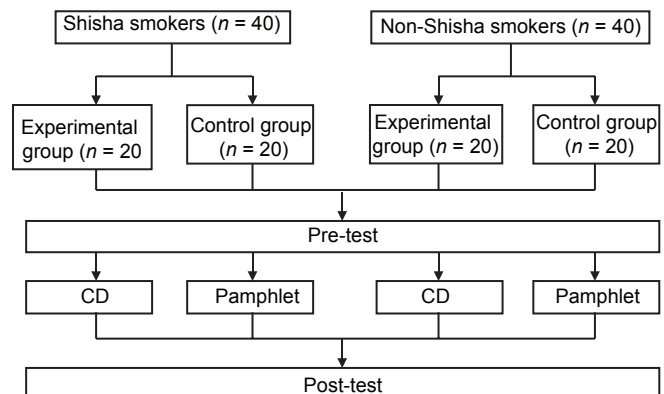 Shisha smokers (n = 40)
Non-Shisha smokers (n = 40)
Experimental
group (n = 20
Control group
(n = 20)
Experimental
group (n = 20)
Control group
(n = 20)
Pre-test
CD
Pamphlet
CD
Pamphlet
Post-test